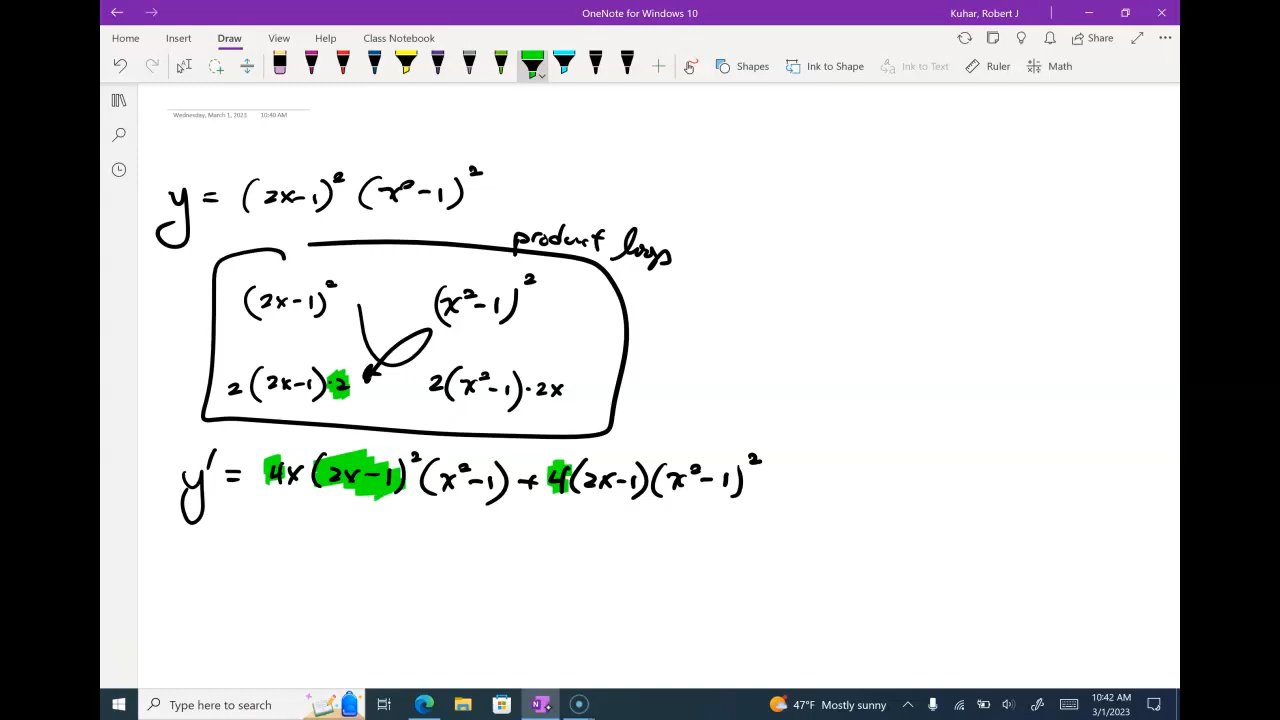 OneNote for Windows 10
Kuhar, Robert J
Home Insert Draw View Help Class Notebook
Share
Shapes Ink to Shape Ink to Text Ruler Math
Wednesday, March 1, 2023 10:40 AM
y = (2x-1)² (x²-1)²
product loops
(2x-1)² (x²-1)²
2(2x-1)·2 2(x²-1)·2x
y' = 4x(2x-1)²(x²-1) + 4(2x-1)(x²-1)²
Type here to search
47°F Mostly sunny
10:42 AM
3/1/2023